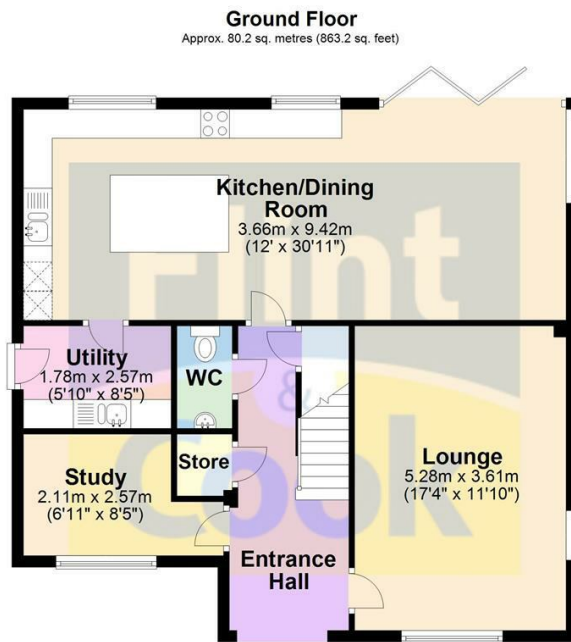 Ground Floor
Approx. 80.2 sq. metres (863.2 sq. feet)
Kitchen/Dining
Room
3.66m x 9.42m
(12' x 30'11")
Flint
Utility
1.78m x 2.57m
(5'10" x 8'5")
WC
&
Store
Cook
Study
2.11m x 2.57m
(6'11" x 8'5")
Lounge
5.28m x 3.61m
(17'4" x 11'10")
Entrance
Hall